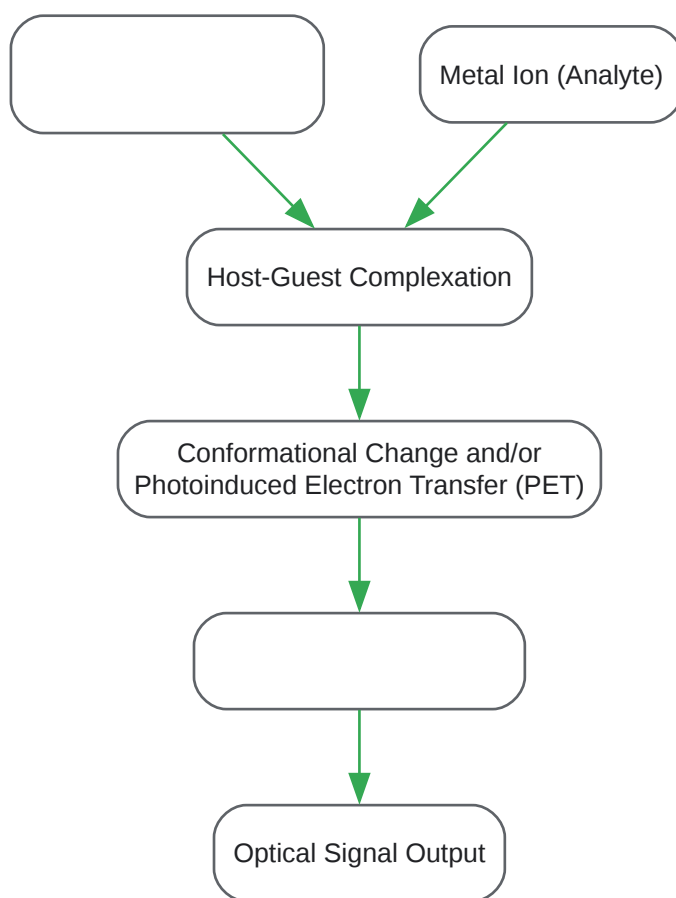 Metal Ion (Analyte)
Host-Guest Complexation
Conformational Change and/or
Photoinduced Electron Transfer (PET)
Optical Signal Output